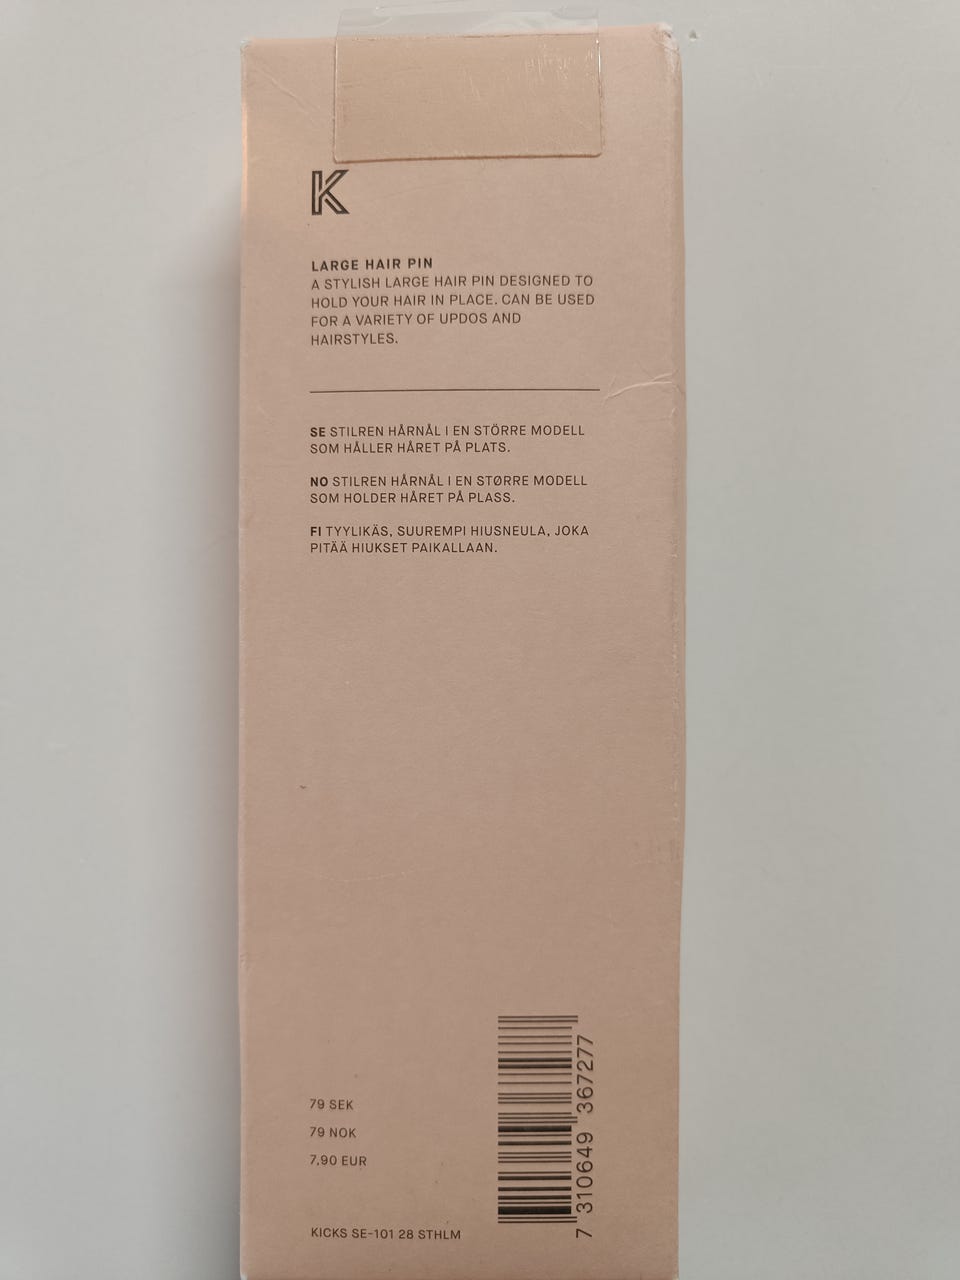 K
LARGE HAIR PIN
A STYLISH LARGE HAIR PIN DESIGNED TO
HOLD YOUR HAIR IN PLACE. CAN BE USED
FOR A VARIETY OF UPDOS AND
HAIRSTYLES.
SE STILREN HÅRNÅL I EN STÖRRE MODELL
SOM HÅLLER HÅRET PÅ PLATS.
NO STILREN HÅRNÅL I EN STØRRE MODELL
SOM HOLDER HÅRET PÅ PLASS.
FI TYYLIKÄS, SUUREMPI HIUSNEULA, JOKA
PITÄÄ HIUKSET PAIKALLAAN.
79 SEK
79 NOK
7.90 EUR
KICKS SE-101 28 STHLM
7 310649 367277